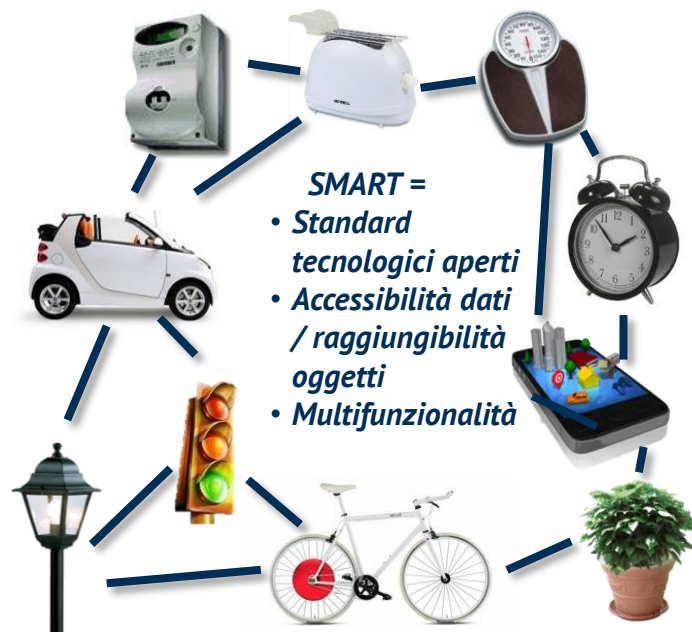 SMART =
• Standard
tecnologici aperti
• Accessibilità dati
/ raggiungibilità
oggetti
• Multifunzionalità